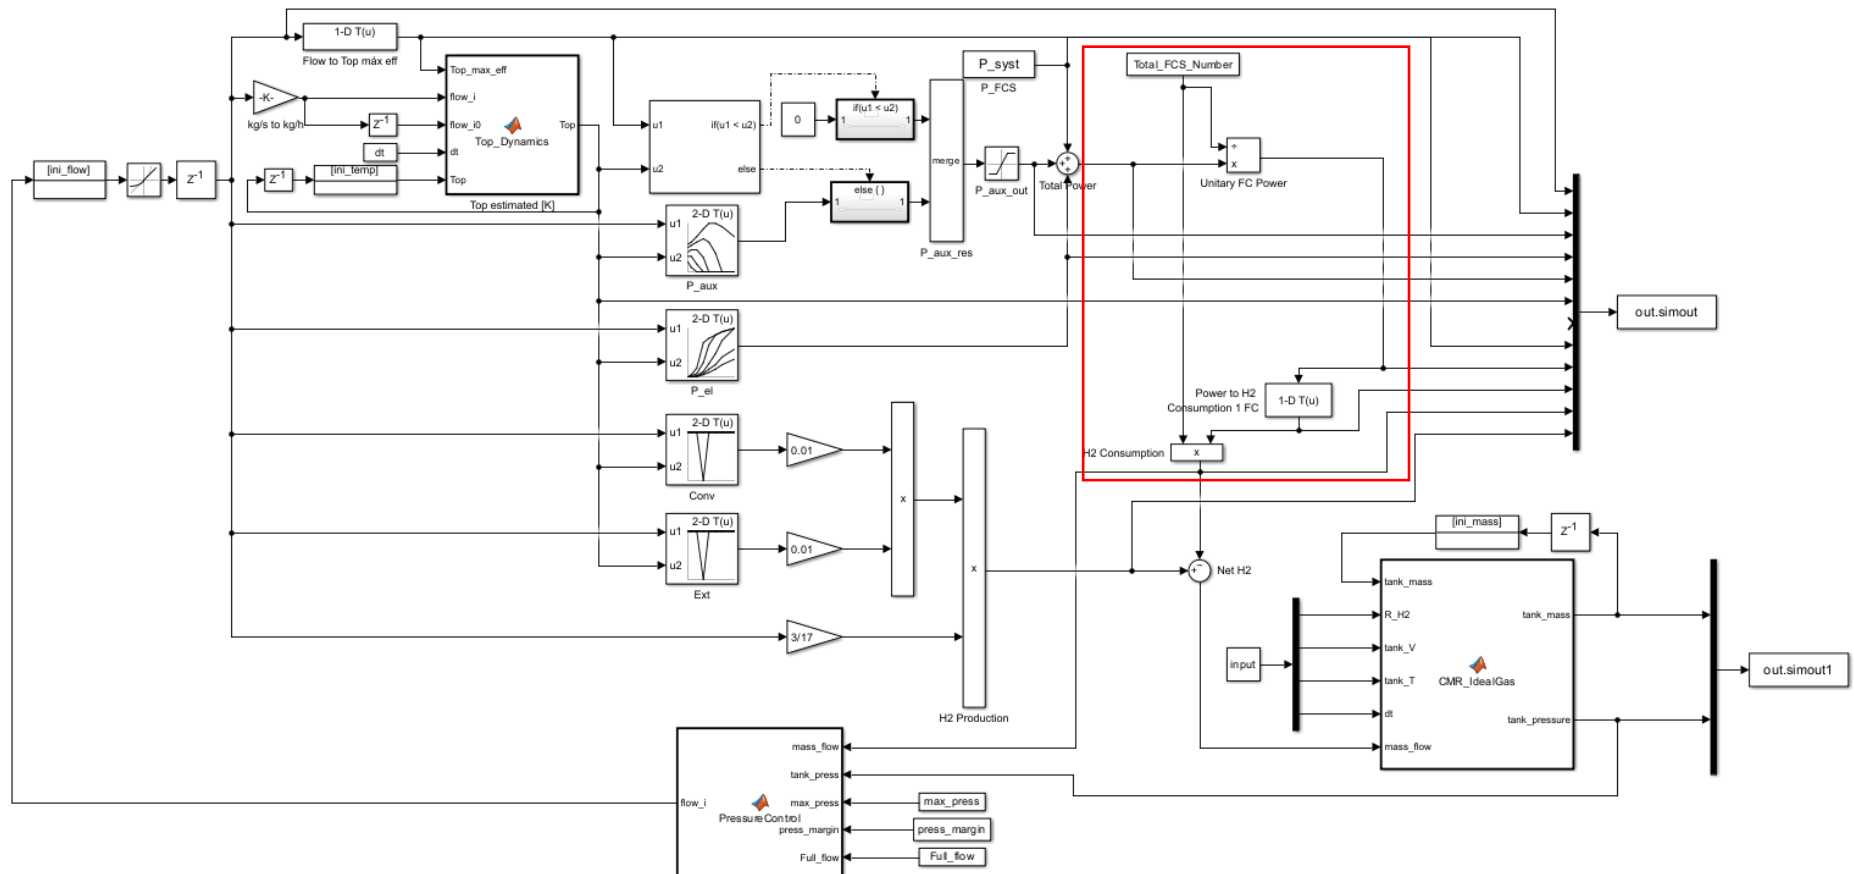 1-D T(u)
Flow to Top máx eff
-K-
kg/s to kg/h
Z-1
dt
Z-1
[ini_temp]
[ini_flow]
Z-1
Top_max_eff
flow_i
flow_i0
dt
Top
Top
Top_Dynamics
Top estimated [K]
u1
u2
if(u1 < u2)
else
0
if(u1 < u2)
1
1
else { }
1
1
merge
P_aux_res
P_syst
P_FCS
P_aux_out
Total Power
+
+
+
Total_FCS_Number
÷
x
Unitary FC Power
2-D T(u)
u1
u2
P_aux
2-D T(u)
u1
u2
P_el
2-D T(u)
u1
u2
Conv
2-D T(u)
u1
u2
Ext
0.01
0.01
3/17
x
x
H2 Production
Power to H2
Consumption 1 FC
1-D T(u)
H2 Consumption
x
+
−
Net H2
out.simout
[ini_mass]
Z-1
input
tank_mass
R_H2
tank_V
tank_T
dt
mass_flow
tank_mass
tank_pressure
CMR_IdealGas
out.simout1
mass_flow
tank_press
max_press
press_margin
Full_flow
flow_i
PressureControl
max_press
press_margin
Full_flow